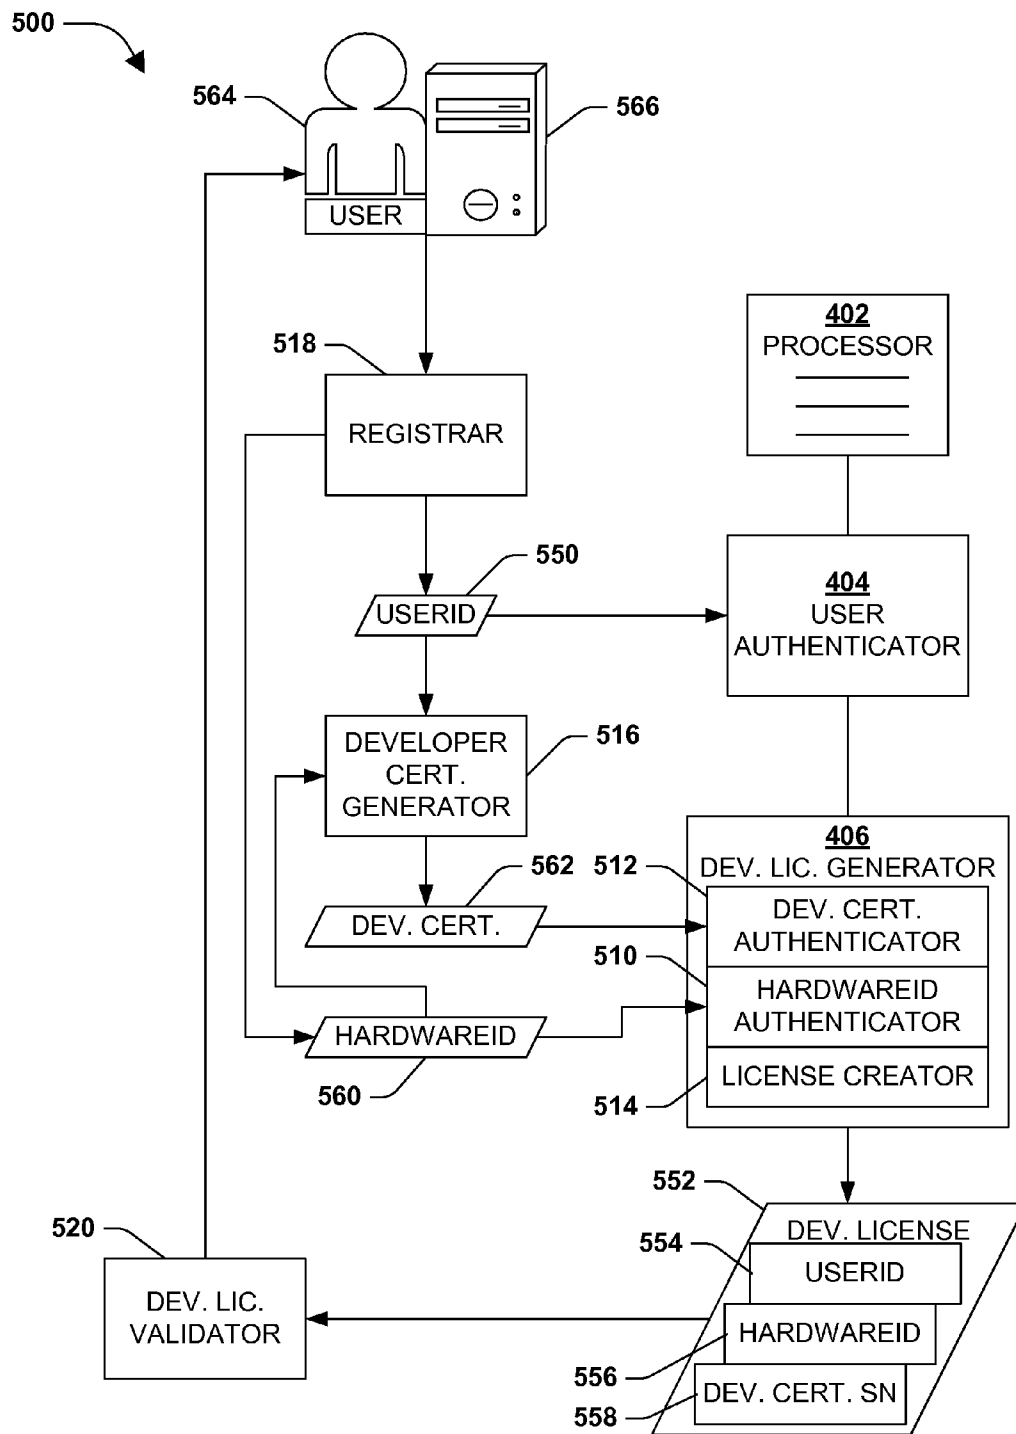 500
564
566
USER
518
402
PROCESSOR
REGISTRAR
550
USERID
404
USER
AUTHENTICATOR
DEVELOPER
CERT.
GENERATOR
516
562
DEV. CERT.
406
DEV. LIC. GENERATOR
512
DEV. CERT.
AUTHENTICATOR
510
HARDWAREID
AUTHENTICATOR
HARDWAREID
560
514
LICENSE CREATOR
552
DEV. LICENSE
554
USERID
520
DEV. LIC.
VALIDATOR
HARDWAREID
556
DEV. CERT. SN
558